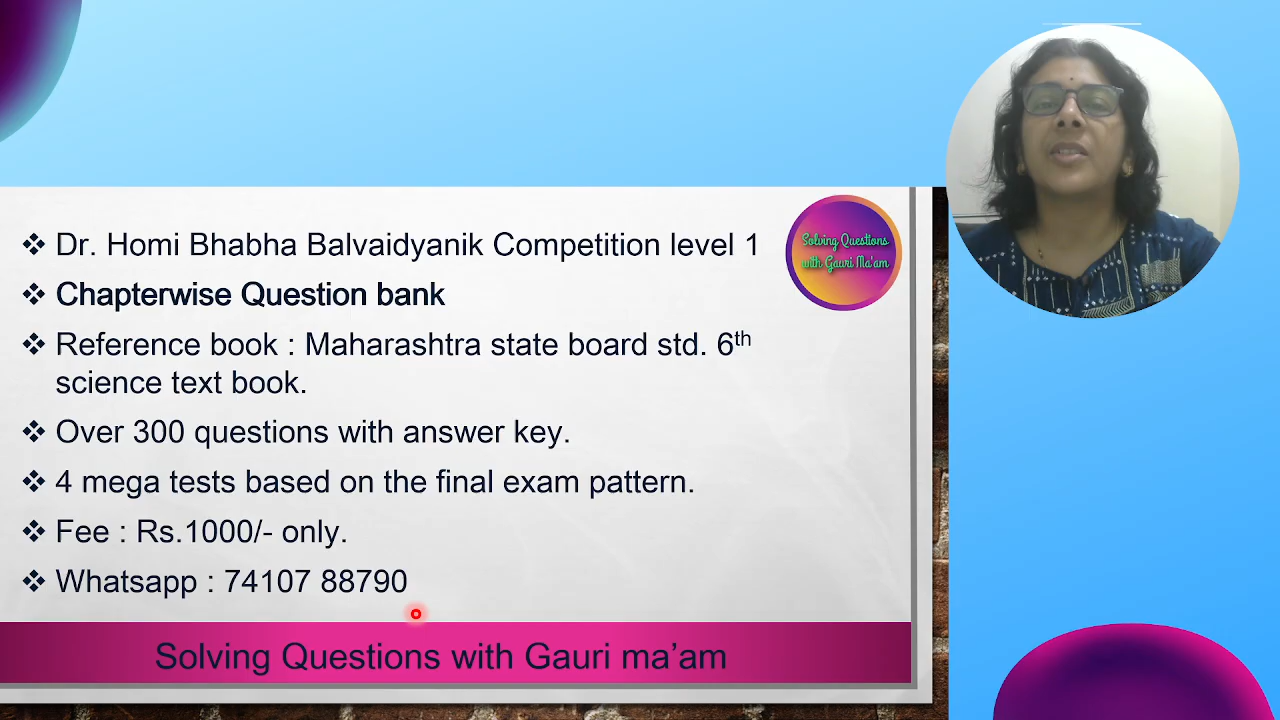 Dr. Homi Bhabha Balvaidyanik Competition level 1
Chapterwise Question bank
Reference book : Maharashtra state board std. 6th
science text book.
Over 300 questions with answer key.
4 mega tests based on the final exam pattern.
Fee : Rs.1000/- only.
Whatsapp : 74107 88790
Solving Questions
with Gauri Ma'am
Solving Questions with Gauri ma’am